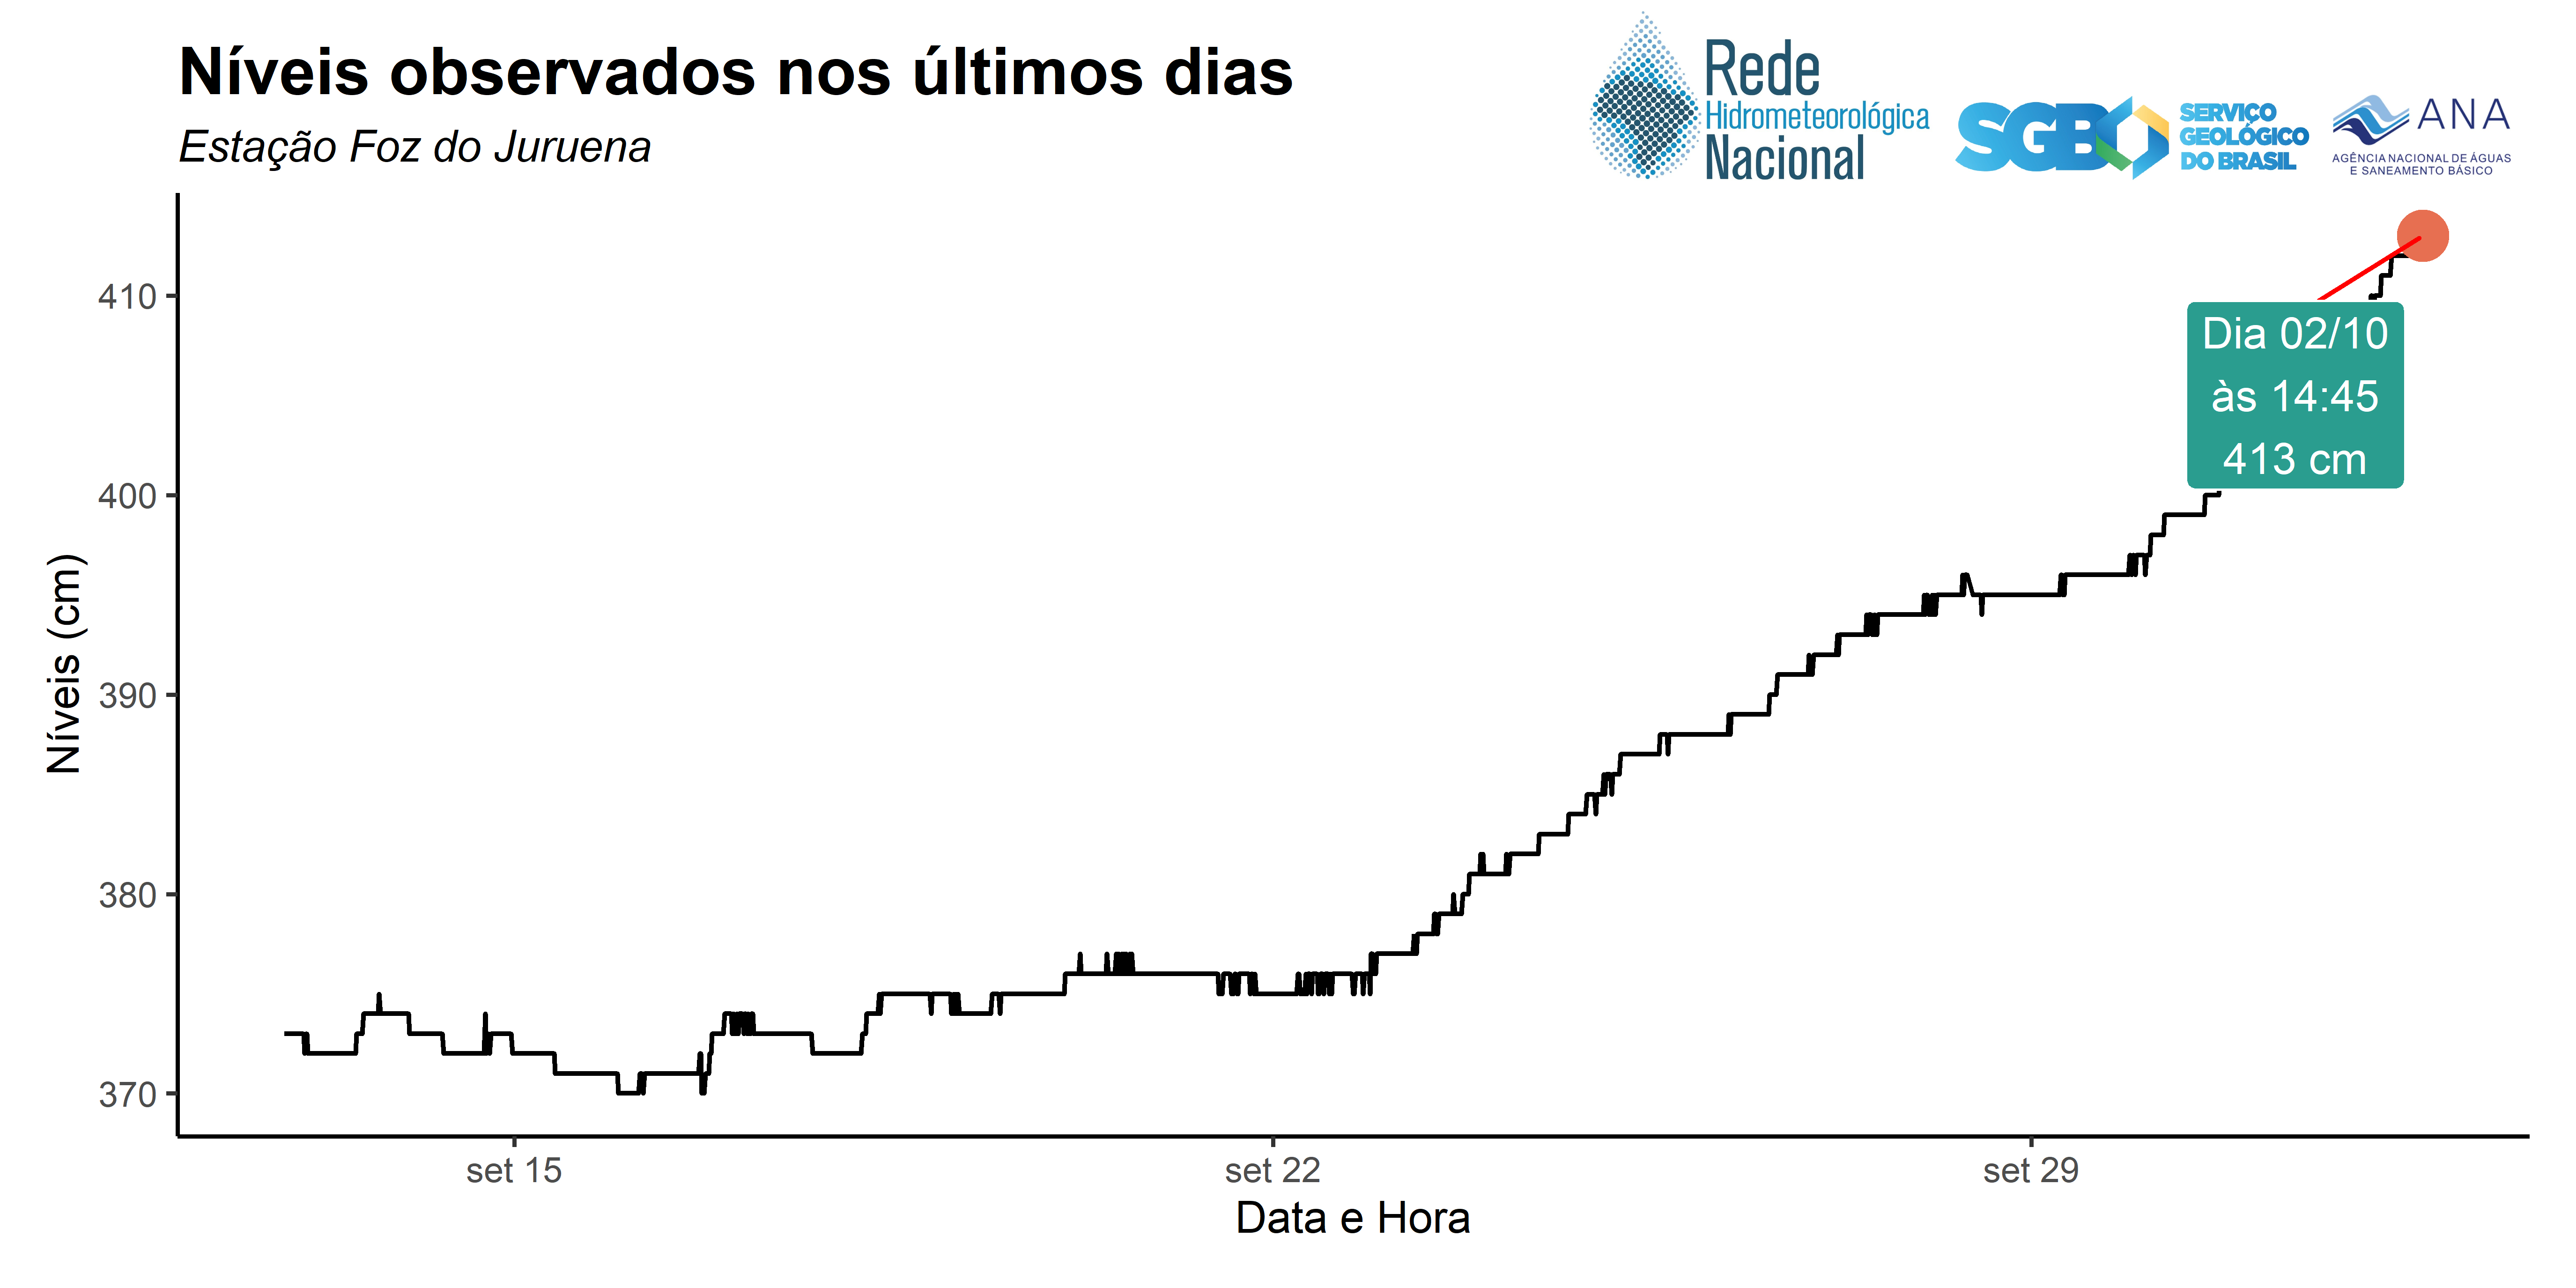 Níveis observados nos últimos dias
Estação Foz do Juruena
Rede
Hidrometeorológica
Nacional
SGB
SERVIÇO
GEOLÓGICO
DO BRASIL
ANA
AGÊNCIA NACIONAL DE ÁGUAS
E SANEAMENTO BÁSICO
Níveis (cm)
410
400
390
380
370
Dia 02/10
às 14:45
413 cm
set 15
set 22
set 29
Data e Hora